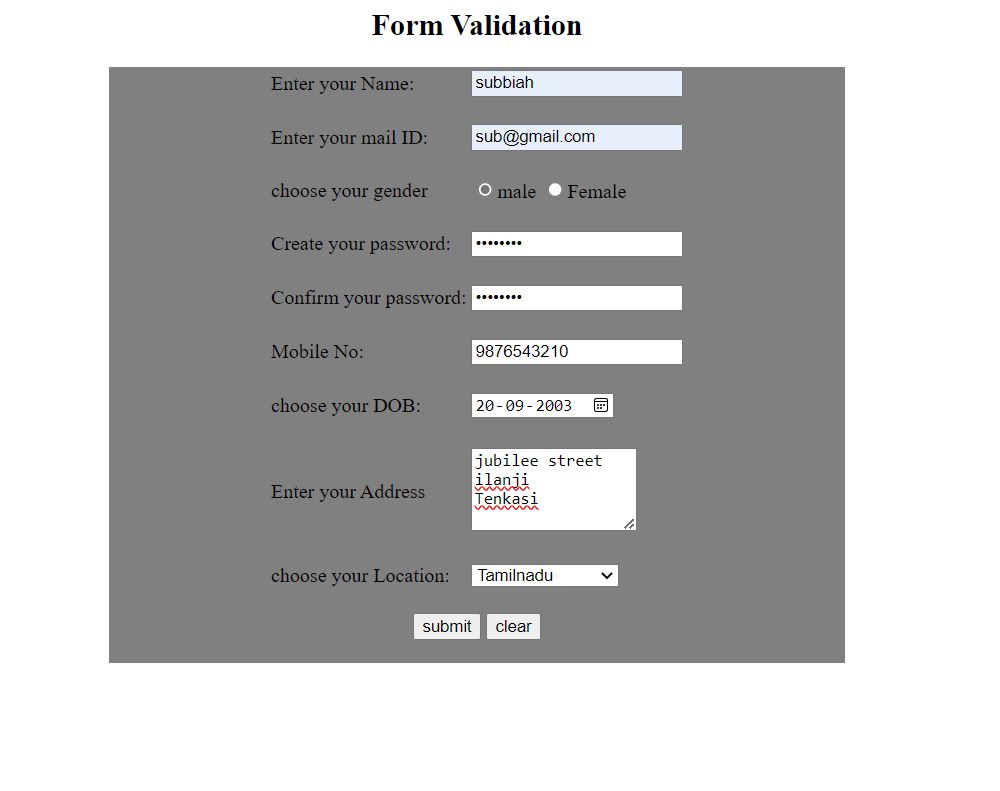 Form Validation
Enter your Name: subbiah
Enter your mail ID: sub@gmail.com
choose your gender male Female
Create your password: ••••••••
Confirm your password: ••••••••
Mobile No: 9876543210
choose your DOB: 20-09-2003
Enter your Address
jubilee street
ilanji
Tenkasi
choose your Location: Tamilnadu
submit clear